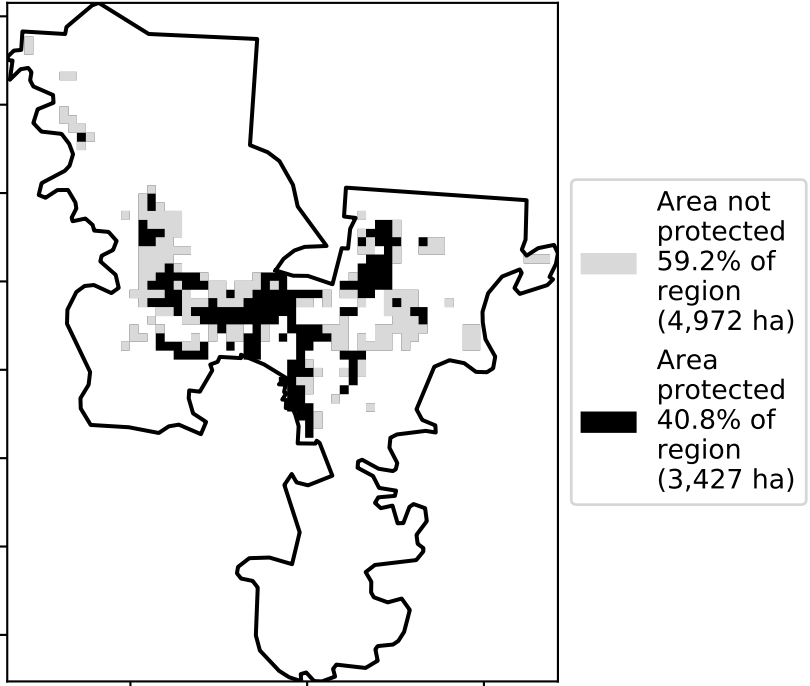 Area not
protected
59.2% of
region
(4,972 ha)
Area
protected
40.8% of
region
(3,427 ha)